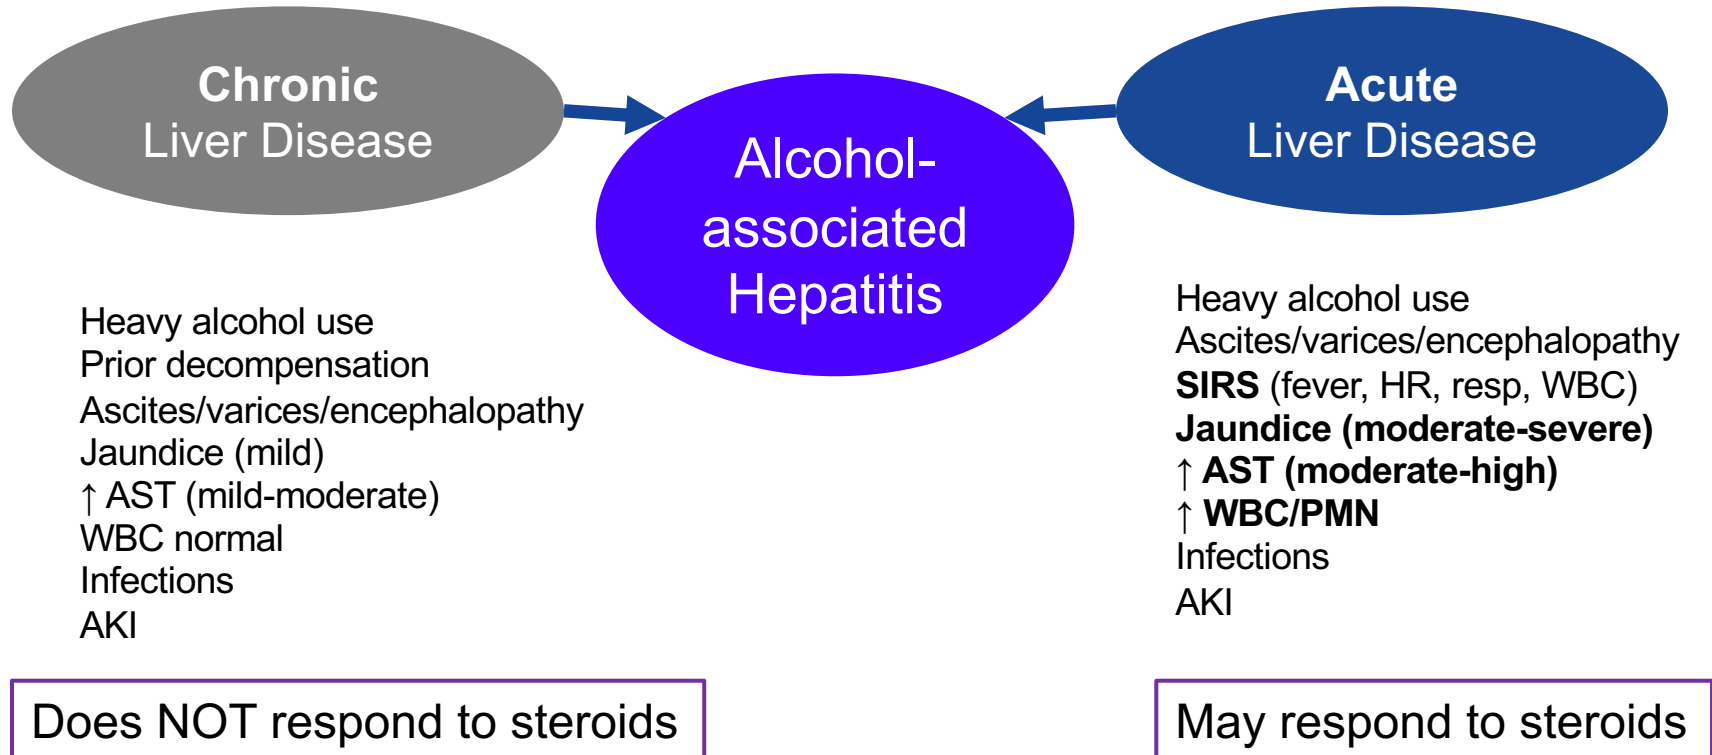 Chronic
Liver Disease
Alcohol-
associated
Hepatitis
Acute
Liver Disease
Heavy alcohol use
Prior decompensation
Ascites/varices/encephalopathy
Jaundice (mild)
↑ AST (mild-moderate)
WBC normal
Infections
AKI
Does NOT respond to steroids
Heavy alcohol use
Ascites/varices/encephalopathy
SIRS (fever, HR, resp, WBC)
Jaundice (moderate-severe)
↑ AST (moderate-high)
↑ WBC/PMN
Infections
AKI
May respond to steroids